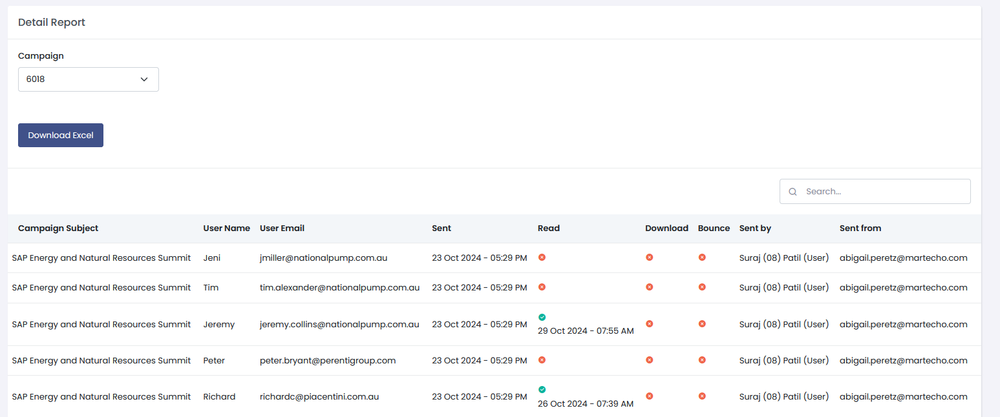 Detail Report
Campaign
6018
Download Excel
Search...
Campaign Subject User Name User Email Sent Read Download Bounce Sent by Sent from
SAP Energy and Natural Resources Summit Jeni jmiller@nationalpump.com.au 23 Oct 2024 - 05:29 PM Suraj (08) Patil (User) abigail.peretz@martecho.com
SAP Energy and Natural Resources Summit Tim tim.alexander@nationalpump.com.au 23 Oct 2024 - 05:29 PM Suraj (08) Patil (User) abigail.peretz@martecho.com
SAP Energy and Natural Resources Summit Jeremy jeremy.collins@nationalpump.com.au 23 Oct 2024 - 05:29 PM 29 Oct 2024 - 07:55 AM Suraj (08) Patil (User) abigail.peretz@martecho.com
SAP Energy and Natural Resources Summit Peter peter.bryant@perentigroup.com 23 Oct 2024 - 05:29 PM Suraj (08) Patil (User) abigail.peretz@martecho.com
SAP Energy and Natural Resources Summit Richard richardc@piacentini.com.au 23 Oct 2024 - 05:29 PM 26 Oct 2024 - 07:39 AM Suraj (08) Patil (User) abigail.peretz@martecho.com